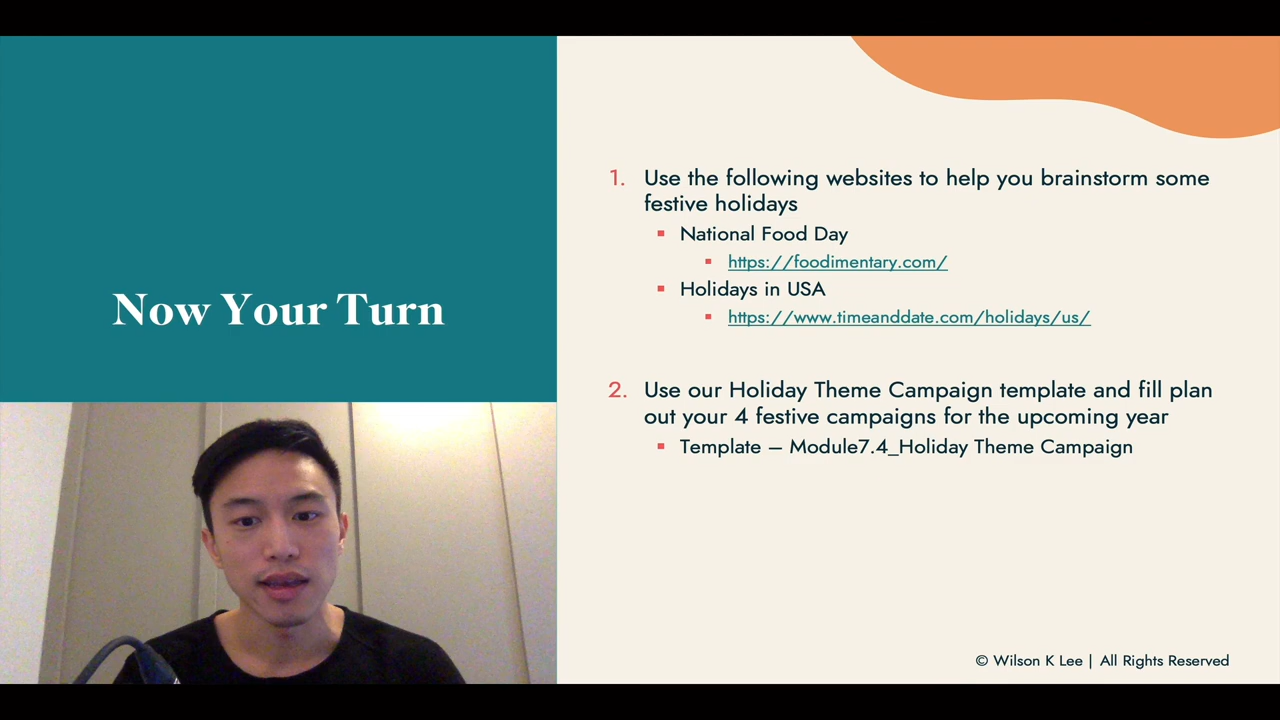 Now Your Turn
1. Use the following websites to help you brainstorm some
festive holidays
National Food Day
https://foodimentary.com/
Holidays in USA
https://www.timeanddate.com/holidays/us/
2. Use our Holiday Theme Campaign template and fill plan
out your 4 festive campaigns for the upcoming year
Template – Module7.4_Holiday Theme Campaign
© Wilson K Lee | All Rights Reserved